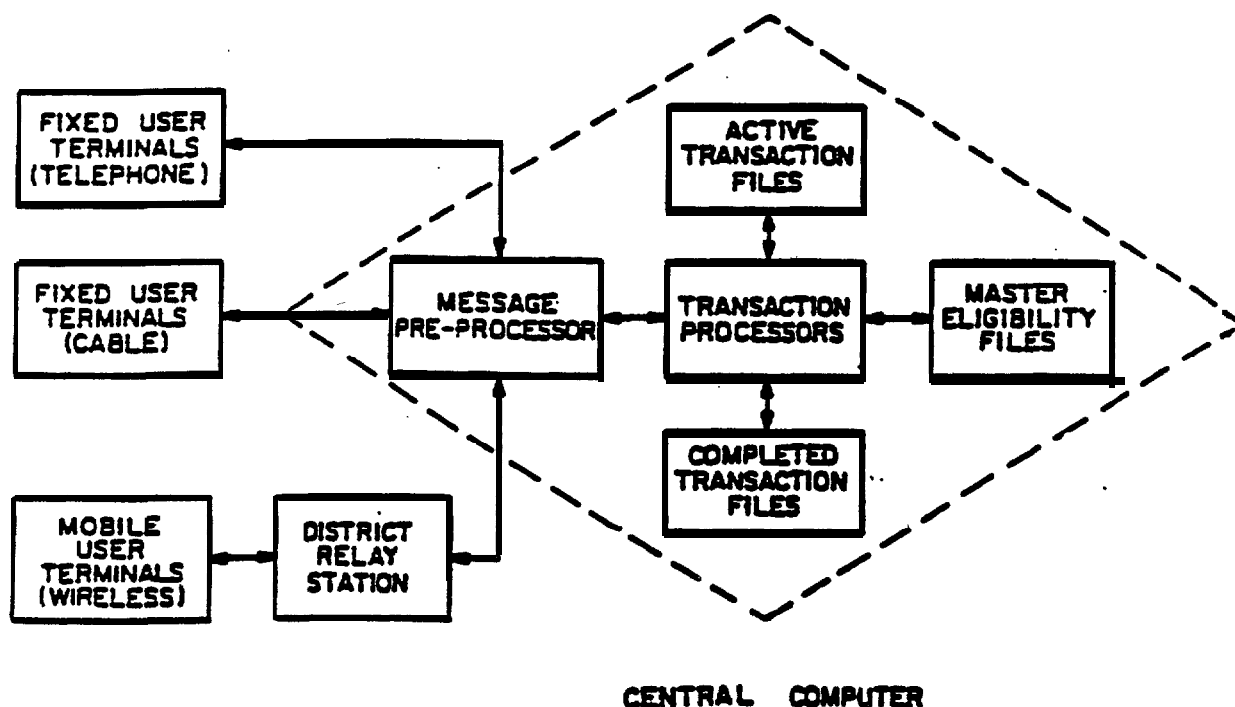 FIXED USER
TERMINALS
(TELEPHONE)
ACTIVE
TRANSACTION
FILES
FIXED USER
TERMINALS
(CABLE)
MESSAGE
PRE-PROCESSOR
TRANSACTION
PROCESSORS
MASTER
ELIGIBILITY
FILES
COMPLETED
TRANSACTION
FILES
MOBILE
USER
TERMINALS
(WIRELESS)
DISTRICT
RELAY
STATION
CENTRAL COMPUTER